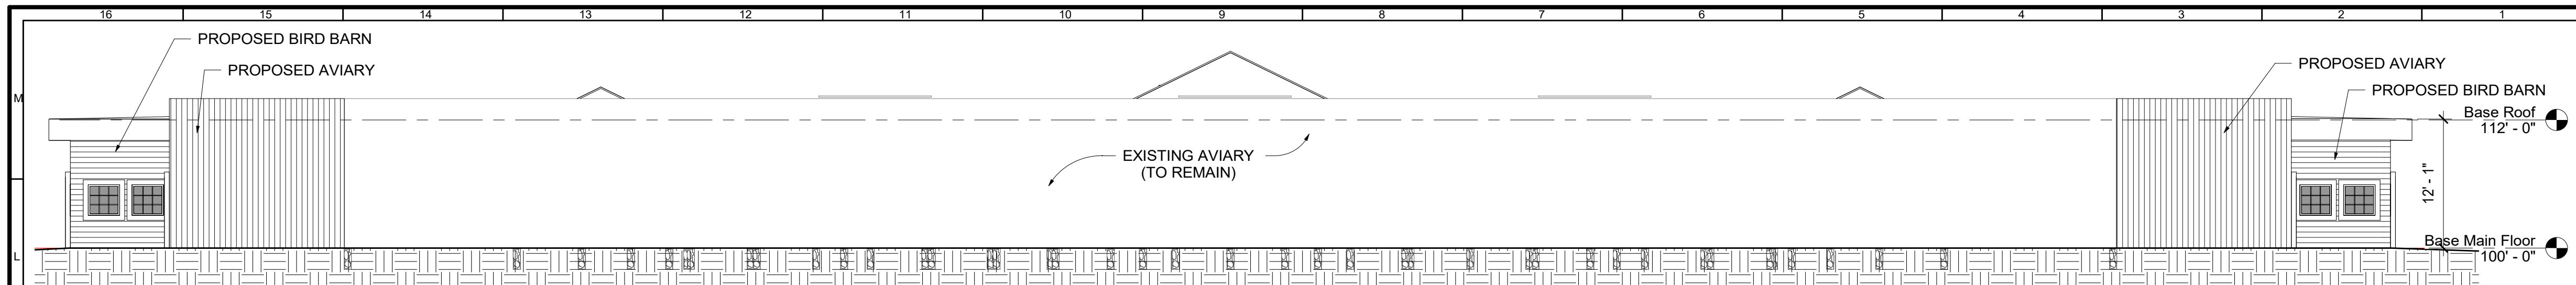 16 15 14 13 12 11 10 9 8 7 6 5 4 3 2 1
PROPOSED BIRD BARN
PROPOSED AVIARY
PROPOSED AVIARY
PROPOSED BIRD BARN
M
Base Roof
112' - 0"
EXISTING AVIARY
(TO REMAIN)
12' - 1"
Base Main Floor
100' - 0"
L